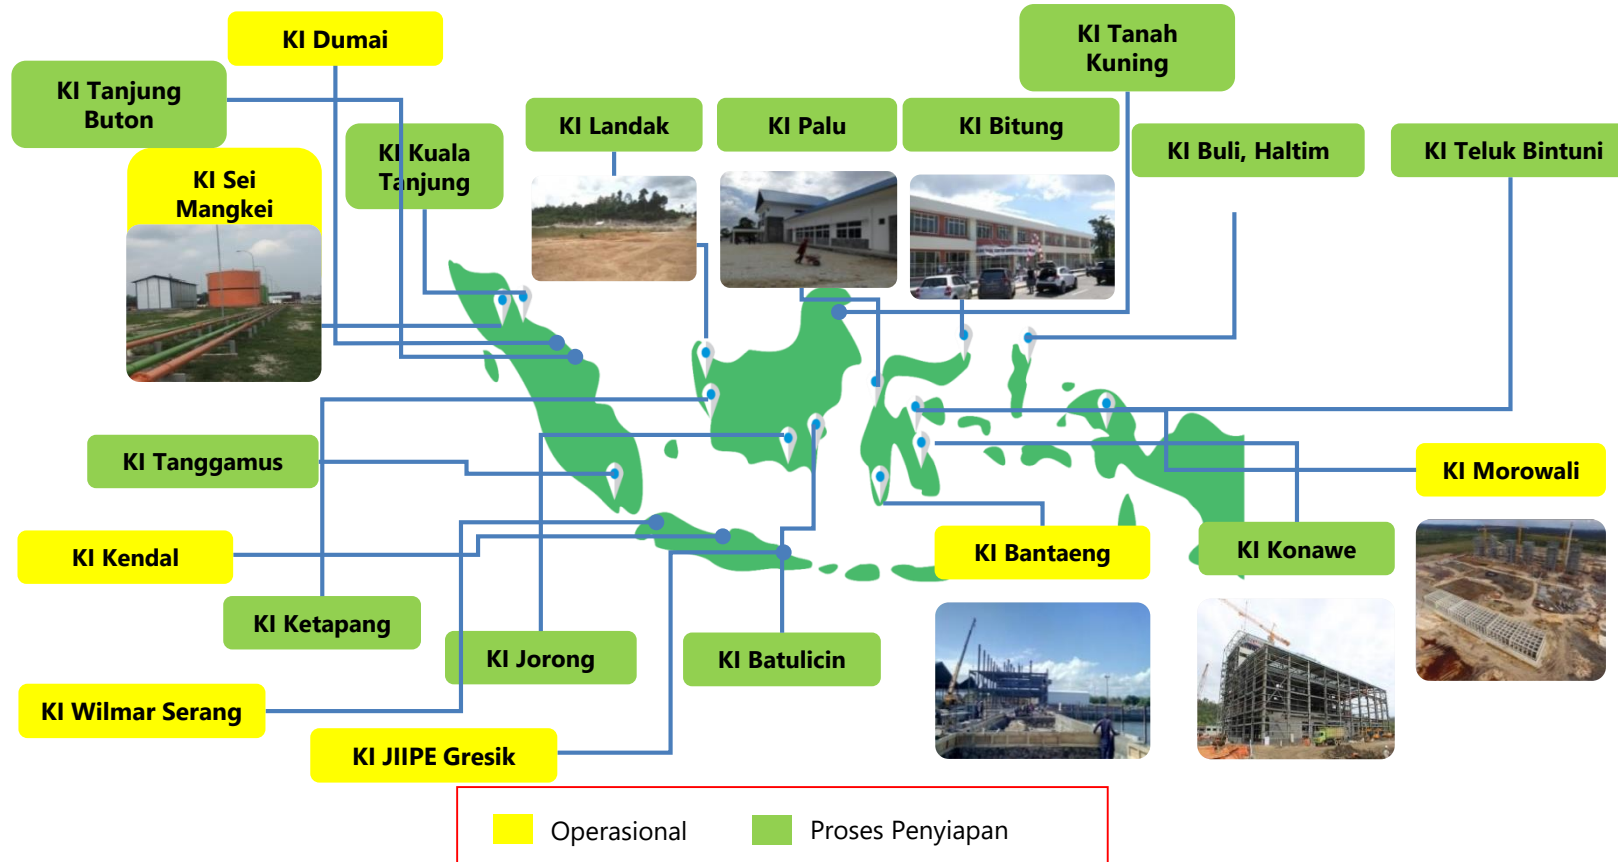 KI Dumai
KI Tanah
Kuning
KI Tanjung
Buton
KI Landak
KI Palu
KI Bitung
KI Kuala
Tanjung
KI Buli, Haltim
KI Teluk Bintuni
KI Sei
Mangkei
KI Tanggamus
KI Morowali
KI Kendal
KI Bantaeng
KI Konawe
KI Ketapang
KI Jorong
KI Batulicin
KI Wilmar Serang
KI JIIPE Gresik
Operasional
Proses Penyiapan